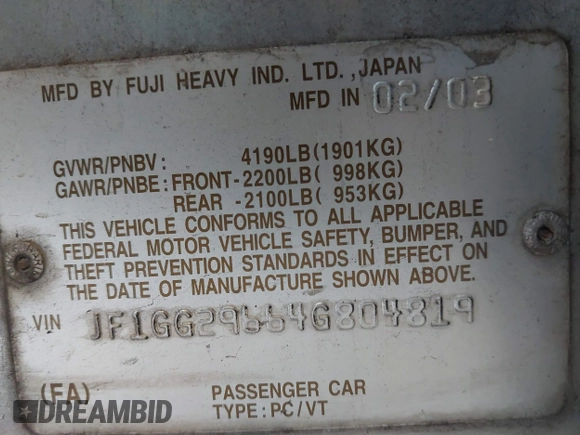 MFD BY FUJI HEAVY IND. LTD., JAPAN
MFD IN 02/03
GVWR/PNBV: 4190LB(1901KG)
GAWR/PNBE: FRONT-2200LB( 998KG)
REAR -2100LB( 953KG)
THIS VEHICLE CONFORMS TO ALL APPLICABLE
FEDERAL MOTOR VEHICLE SAFETY, BUMPER, AND
THEFT PREVENTION STANDARDS IN EFFECT ON
THE DATE OF MANUFACTURE SHOWN ABOVE.
VIN
(FA) PASSENGER CAR
TYPE: PC/VT
DREAMBID